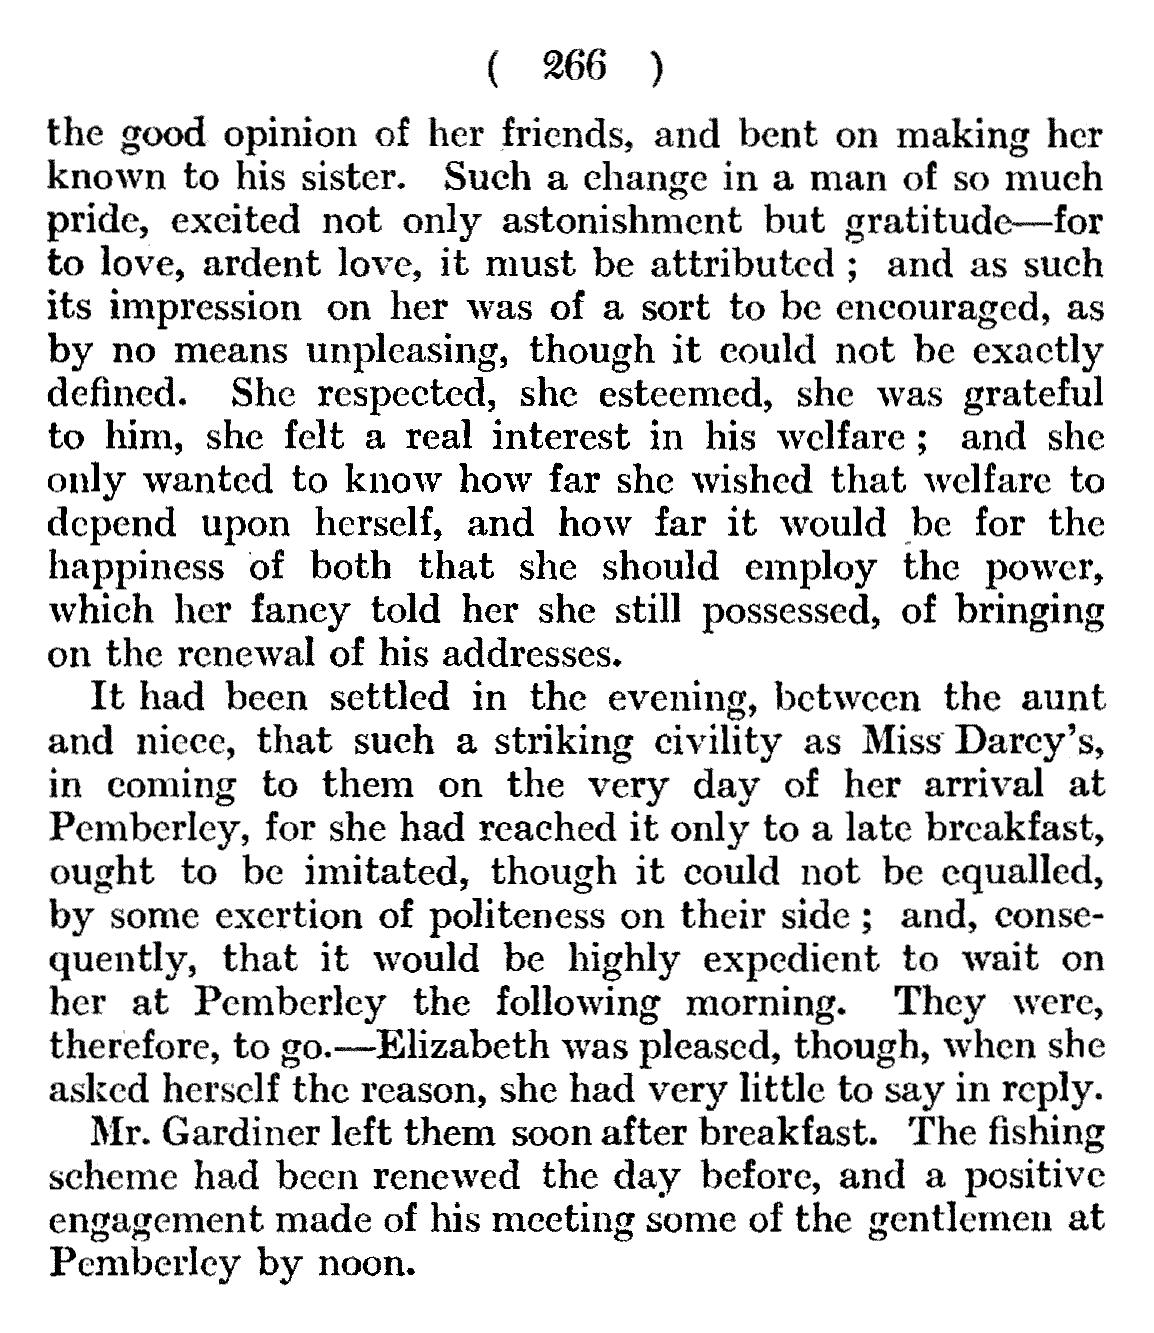 ( 266 )
the good opinion of her friends, and bent on making her
known to his sister. Such a change in a man of so much
pride, excited not only astonishment but gratitude—for
to love, ardent love, it must be attributed ; and as such
its impression on her was of a sort to be encouraged, as
by no means unpleasing, though it could not be exactly
defined. She respected, she esteemed, she was grateful
to him, she felt a real interest in his welfare ; and she
only wanted to know how far she wished that welfare to
depend upon herself, and how far it would be for the
happiness of both that she should employ the power,
which her fancy told her she still possessed, of bringing
on the renewal of his addresses.
It had been settled in the evening, between the aunt
and niece, that such a striking civility as Miss Darcy's,
in coming to them on the very day of her arrival at
Pemberley, for she had reached it only to a late breakfast,
ought to be imitated, though it could not be equalled,
by some exertion of politeness on their side ; and, conse-
quently, that it would be highly expedient to wait on
her at Pemberley the following morning. They were,
therefore, to go.—Elizabeth was pleased, though, when she
asked herself the reason, she had very little to say in reply.
Mr. Gardiner left them soon after breakfast. The fishing
scheme had been renewed the day before, and a positive
engagement made of his meeting some of the gentlemen at
Pemberley by noon.